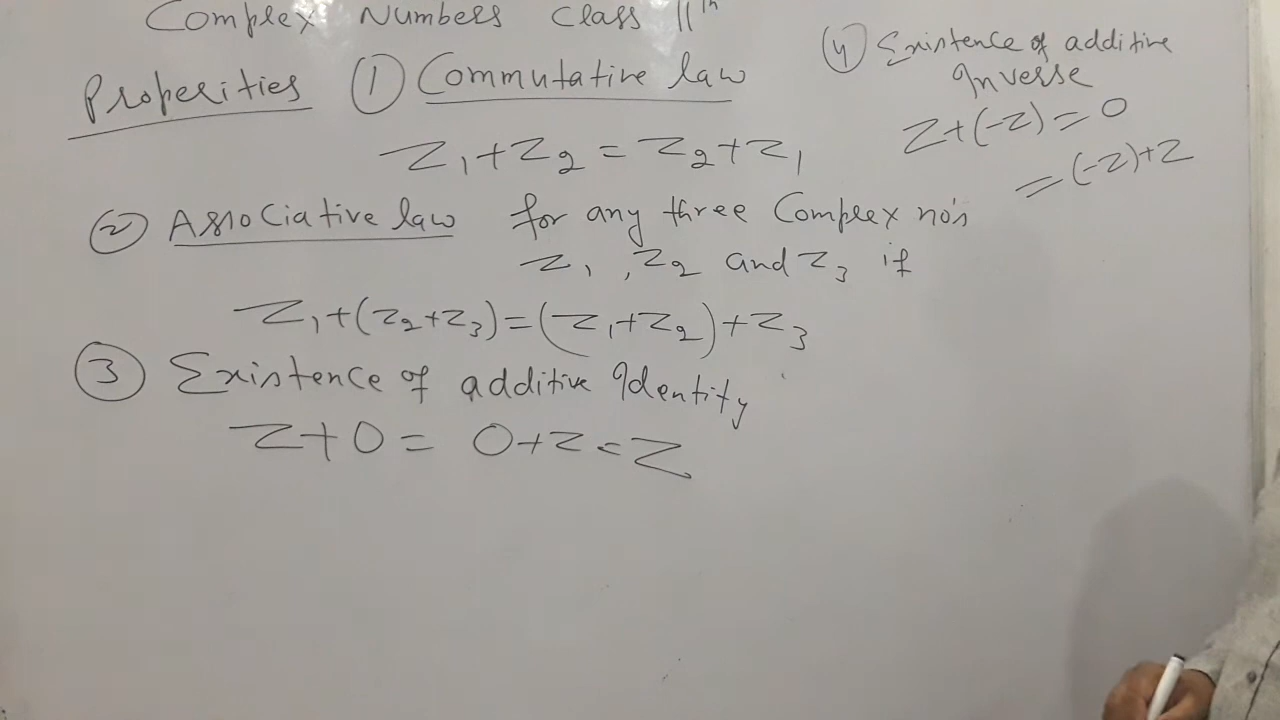 Complex Numbers Class 11th
Properities ① Commutative law
Z₁+Z₂ = Z₂+Z₁
② Associative law for any three Complex no's
Z₁, Z₂ and Z₃ if
Z₁+(Z₂+Z₃)=(Z₁+Z₂)+Z₃
③ Existence of additive Identity
Z+0 = 0+Z=Z
④ Existence of additive
Inverse
Z+(-Z)=0
=(-Z)+Z